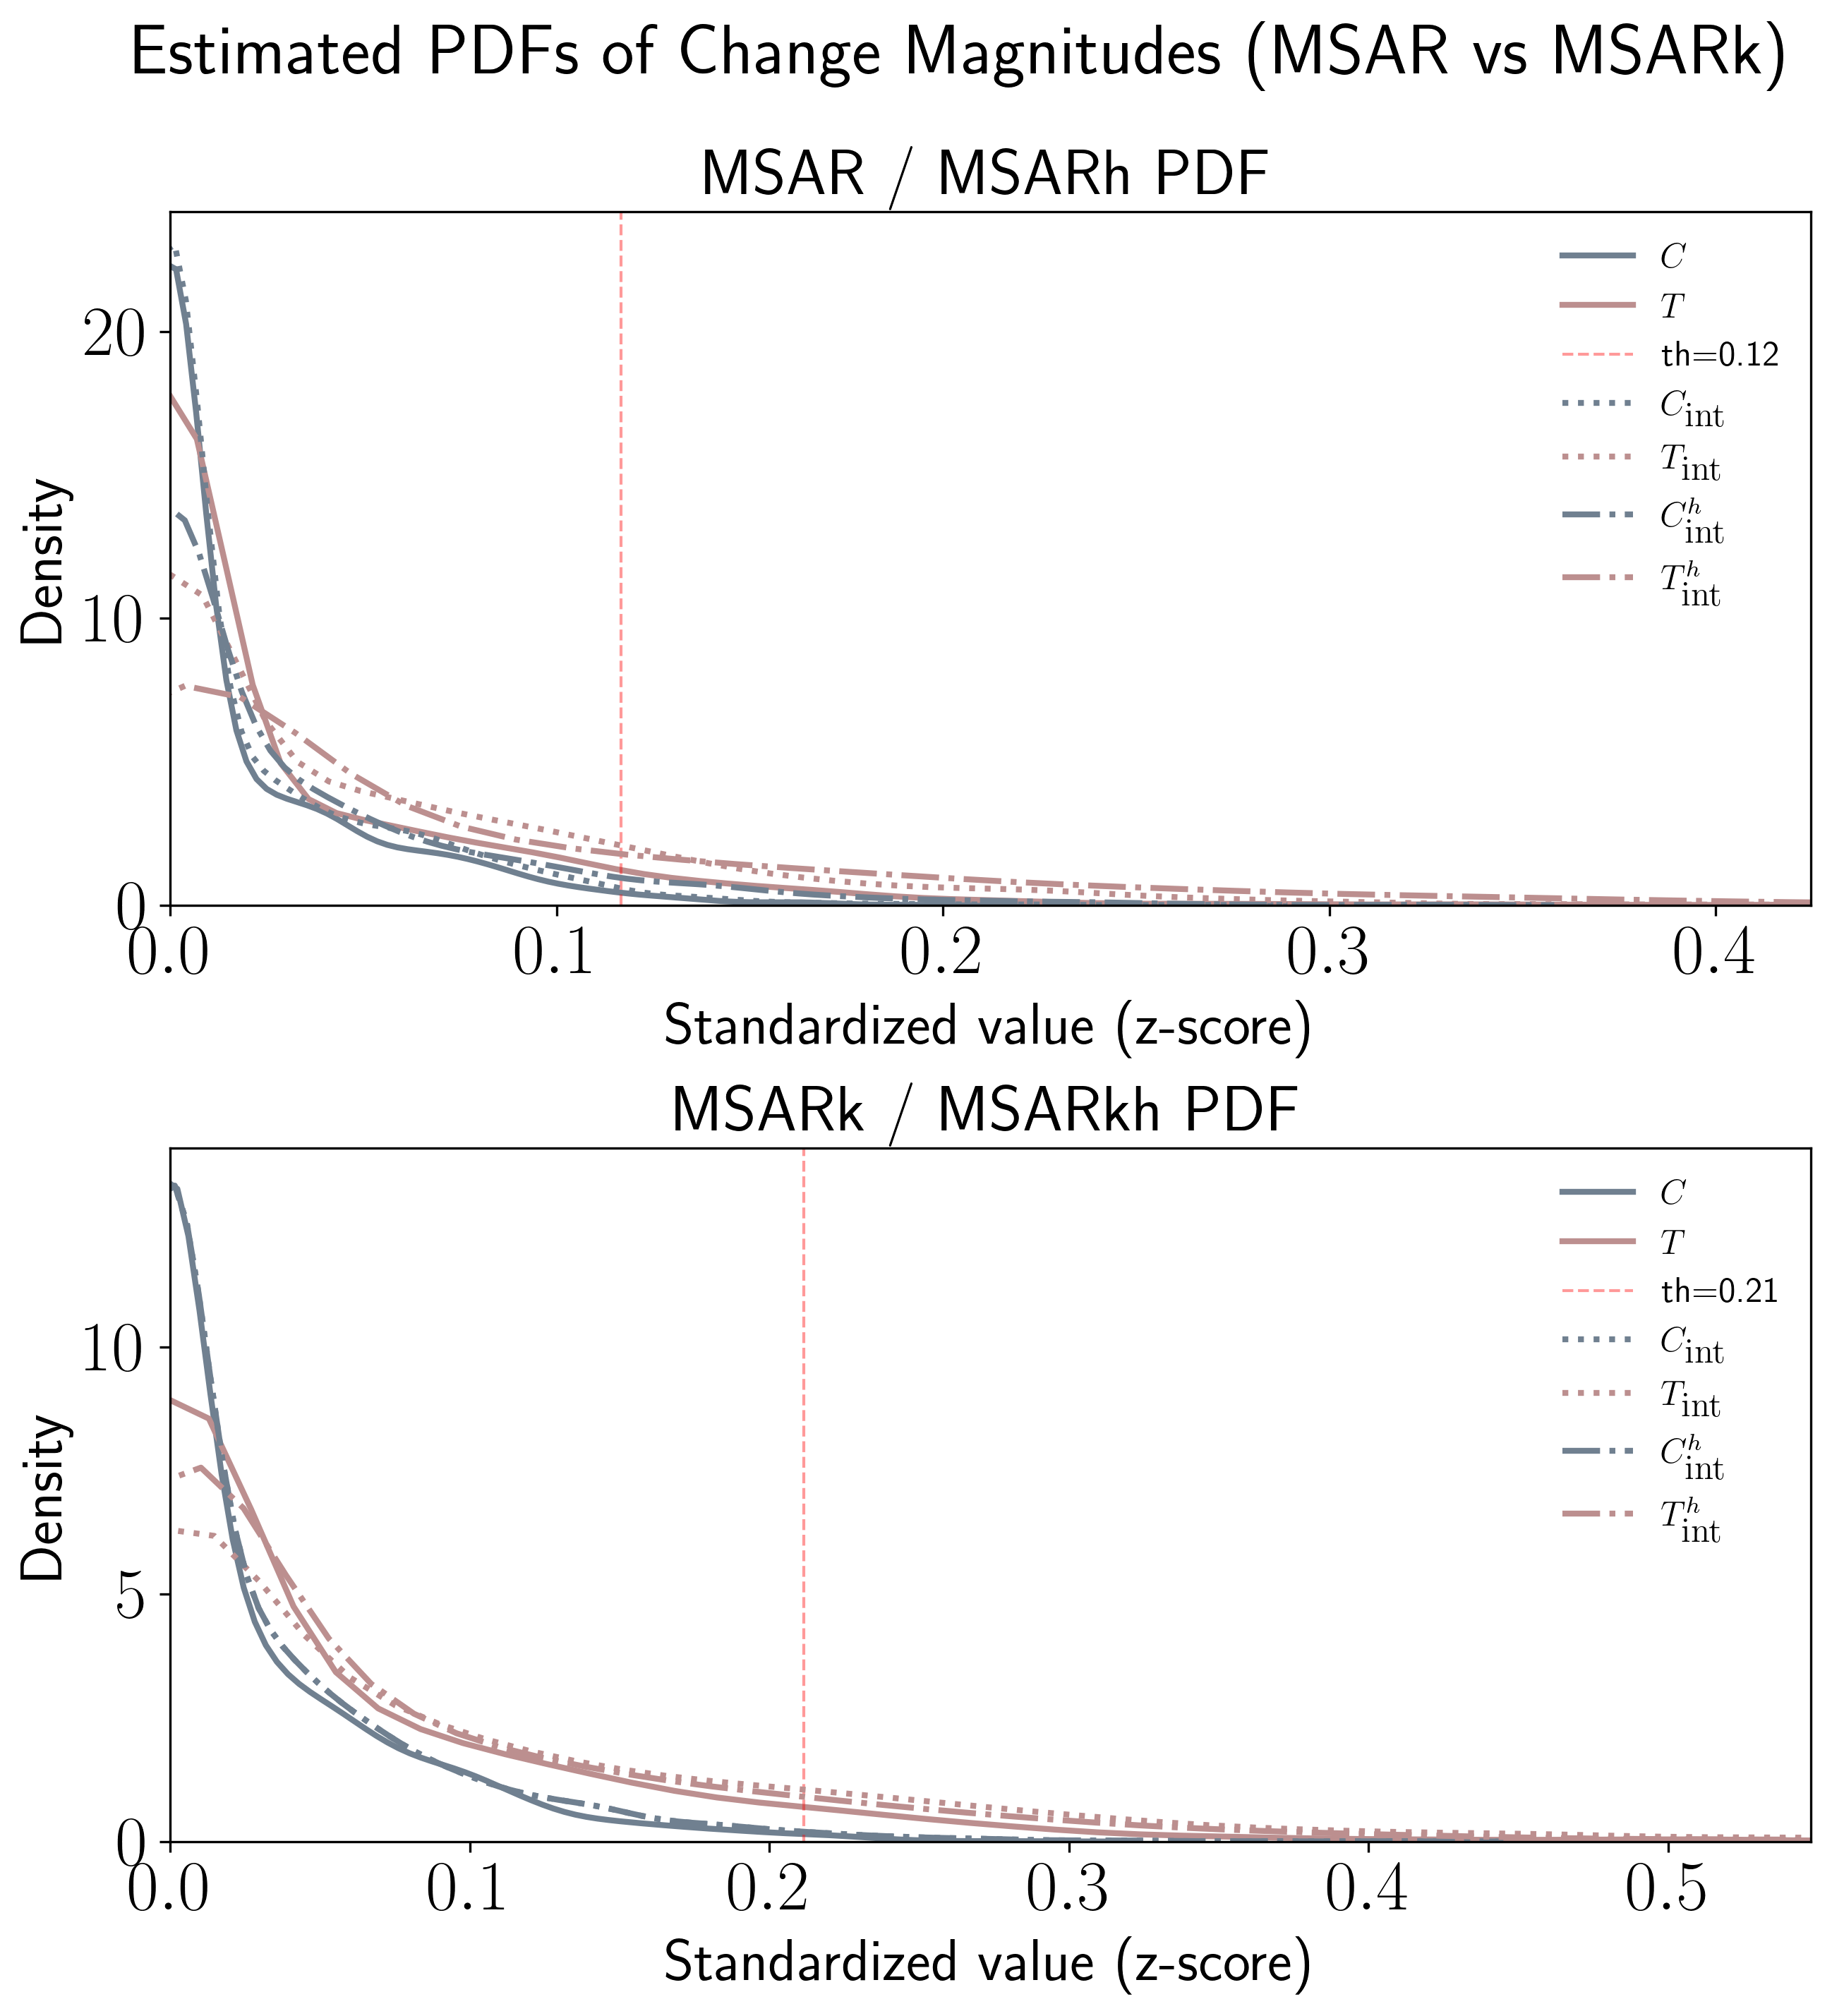 Estimated PDFs of Change Magnitudes (MSAR vs MSARk)
MSAR / MSARh PDF
C
T
th=0.12
C_int
T_int
C^h_int
T^h_int
20
10
0
Density
0.0 0.1 0.2 0.3 0.4
Standardized value (z-score)
MSARk / MSARkh PDF
C
T
th=0.21
C_int
T_int
C^h_int
T^h_int
10
5
0
Density
0.0 0.1 0.2 0.3 0.4 0.5
Standardized value (z-score)